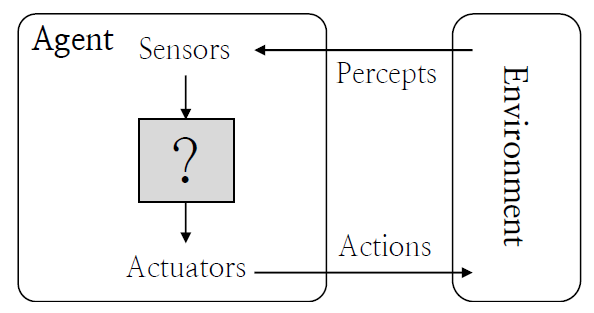 Agent
Sensors
Percepts
Environment
?
Actions
Actuators